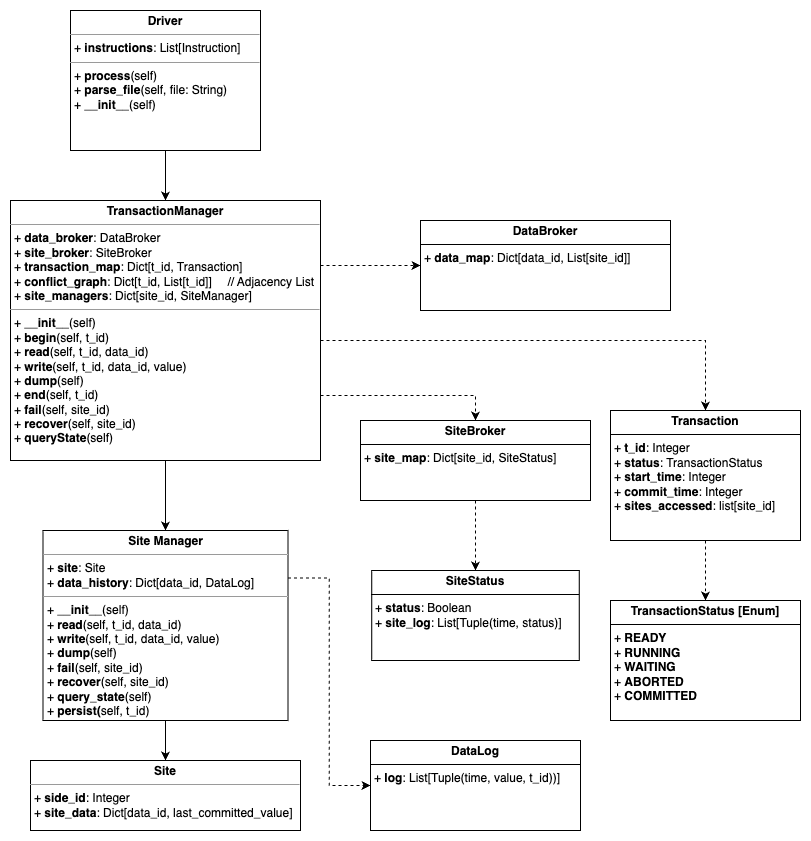 Driver
+ instructions: List[Instruction]
+ process(self)
+ parse_file(self, file: String)
+ __init__(self)
TransactionManager
+ data_broker: DataBroker
+ site_broker: SiteBroker
+ transaction_map: Dict[t_id, Transaction]
+ conflict_graph: Dict[t_id, List[t_id]] // Adjacency List
+ site_managers: Dict[site_id, SiteManager]
+ __init__(self)
+ begin(self, t_id)
+ read(self, t_id, data_id)
+ write(self, t_id, data_id, value)
+ dump(self)
+ end(self, t_id)
+ fail(self, site_id)
+ recover(self, site_id)
+ queryState(self)
DataBroker
+ data_map: Dict[data_id, List[site_id]]
SiteBroker
+ site_map: Dict[site_id, SiteStatus]
Transaction
+ t_id: Integer
+ status: TransactionStatus
+ start_time: Integer
+ commit_time: Integer
+ sites_accessed: list[site_id]
Site Manager
+ site: Site
+ data_history: Dict[data_id, DataLog]
+ __init__(self)
+ read(self, t_id, data_id)
+ write(self, t_id, data_id, value)
+ dump(self)
+ fail(self, site_id)
+ recover(self, site_id)
+ query_state(self)
+ persist(self, t_id)
SiteStatus
+ status: Boolean
+ site_log: List[Tuple(time, status)]
TransactionStatus [Enum]
+ READY
+ RUNNING
+ WAITING
+ ABORTED
+ COMMITTED
Site
+ side_id: Integer
+ site_data: Dict[data_id, last_committed_value]
DataLog
+ log: List[Tuple(time, value, t_id))]